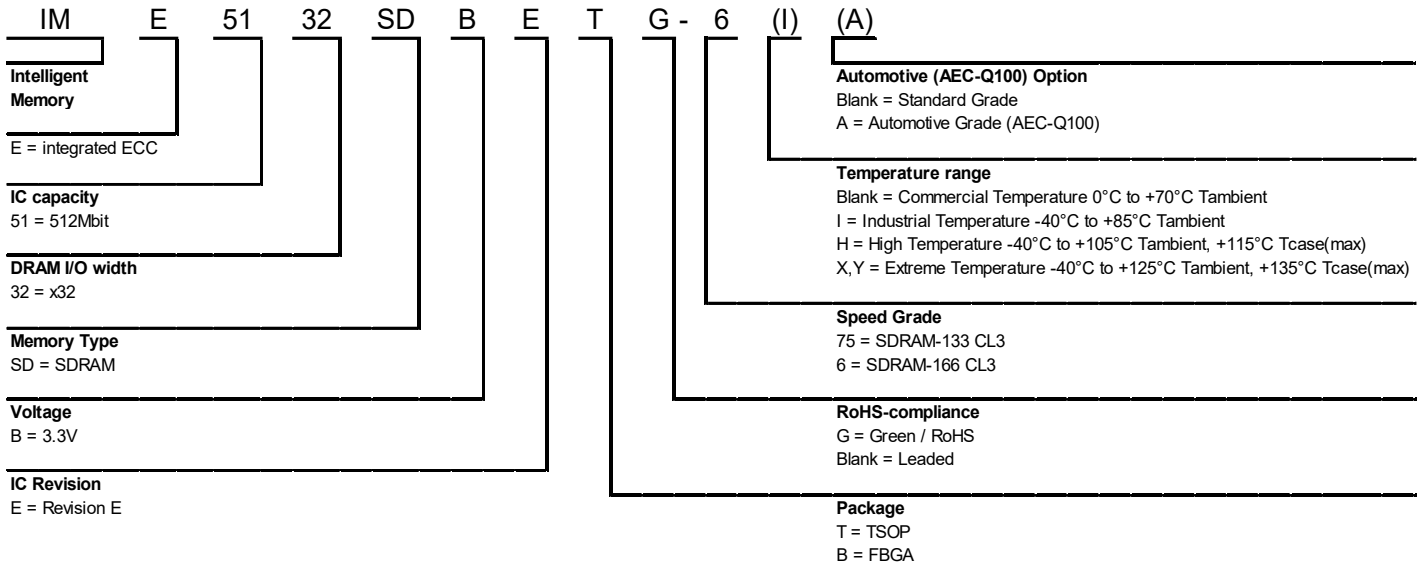 IM E 51 32 SD B E T G - 6 (I) (A)
Intelligent
Memory
E = integrated ECC
IC capacity
51 = 512Mbit
DRAM I/O width
32 = x32
Memory Type
SD = SDRAM
Voltage
B = 3.3V
IC Revision
E = Revision E
Automotive (AEC-Q100) Option
Blank = Standard Grade
A = Automotive Grade (AEC-Q100)
Temperature range
Blank = Commercial Temperature 0°C to +70°C Tambient
I = Industrial Temperature -40°C to +85°C Tambient
H = High Temperature -40°C to +105°C Tambient, +115°C Tcase(max)
X,Y = Extreme Temperature -40°C to +125°C Tambient, +135°C Tcase(max)
Speed Grade
75 = SDRAM-133 CL3
6 = SDRAM-166 CL3
RoHS-compliance
G = Green / RoHS
Blank = Leaded
Package
T = TSOP
B = FBGA